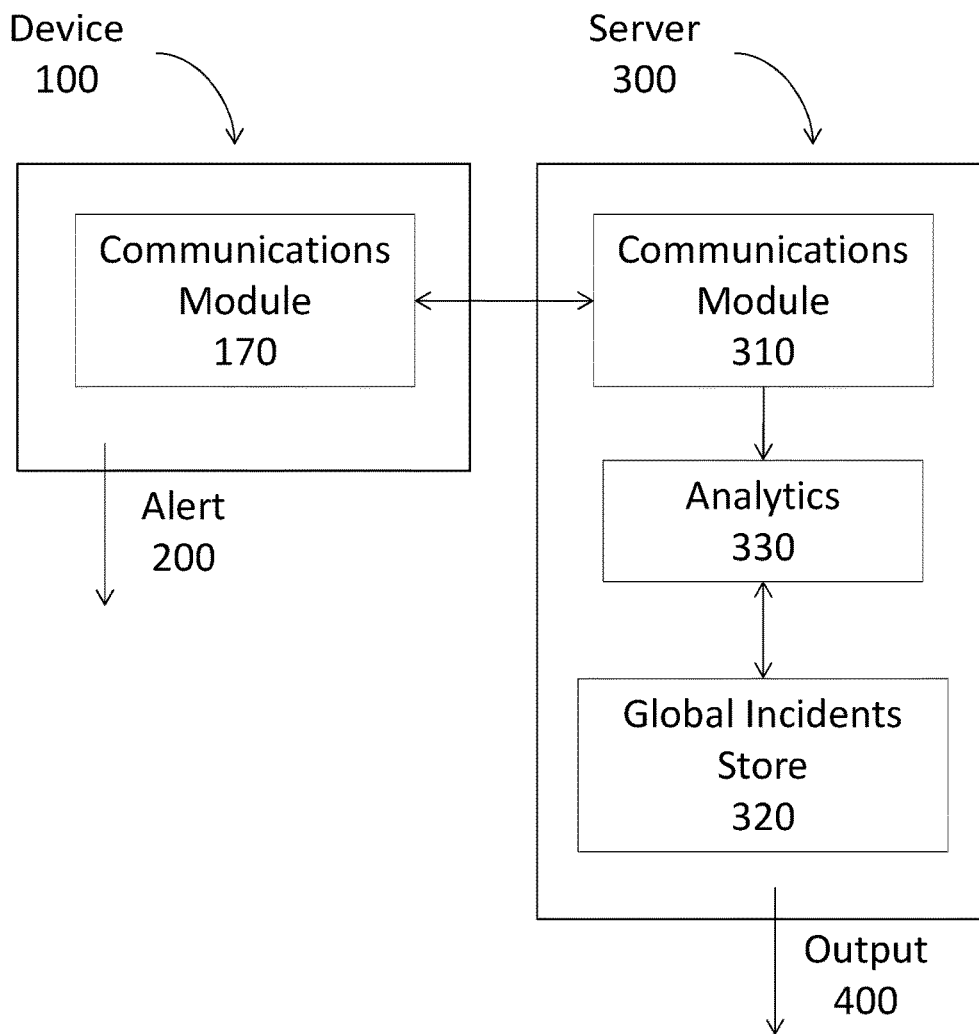 Device
100
Server
300
Communications
Module
170
Communications
Module
310
Alert
200
Analytics
330
Global Incidents
Store
320
Output
400